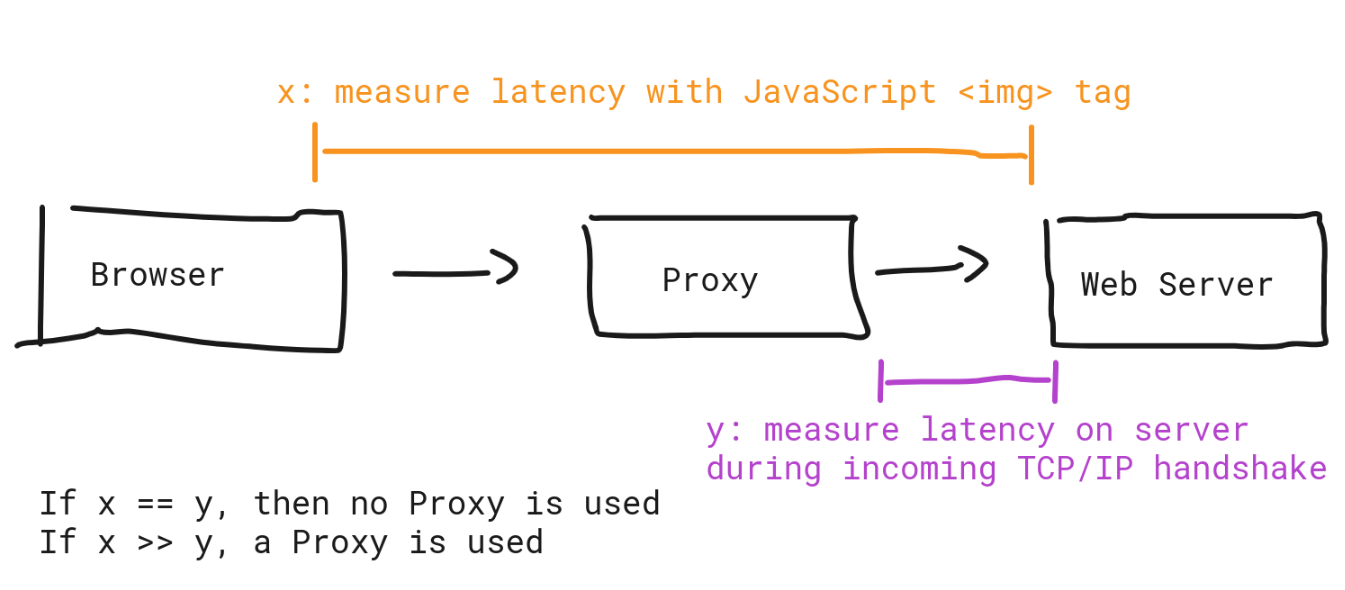 x: measure latency with JavaScript <img> tag
Browser
Proxy
Web Server
y: measure latency on server
during incoming TCP/IP handshake
If x == y, then no Proxy is used
If x >> y, a Proxy is used